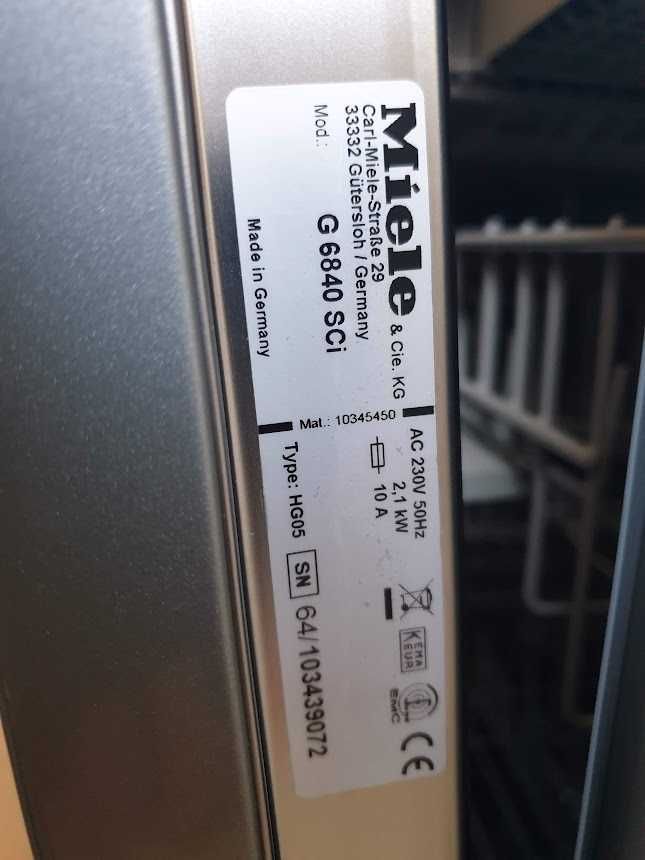 Miele & Cie. KG
Carl-Miele-Straße 29
33332 Gütersloh / Germany
Mod.: G 6840 SCi
Made in Germany
Mat.: 10345450
AC 230V 50Hz
2,1 kW
10 A
Type: HG05
SN 64/103439072
KEMA
KEUR
EMC
CE